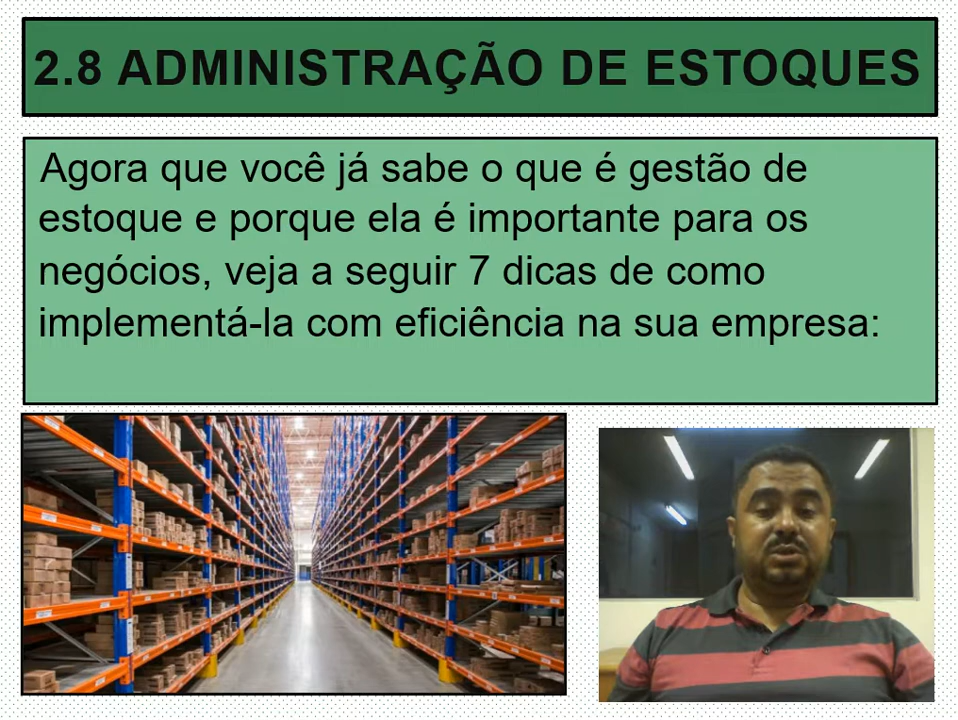 2.8 ADMINISTRAÇÃO DE ESTOQUES
Agora que você já sabe o que é gestão de
estoque e porque ela é importante para os
negócios, veja a seguir 7 dicas de como
implementá-la com eficiência na sua empresa: